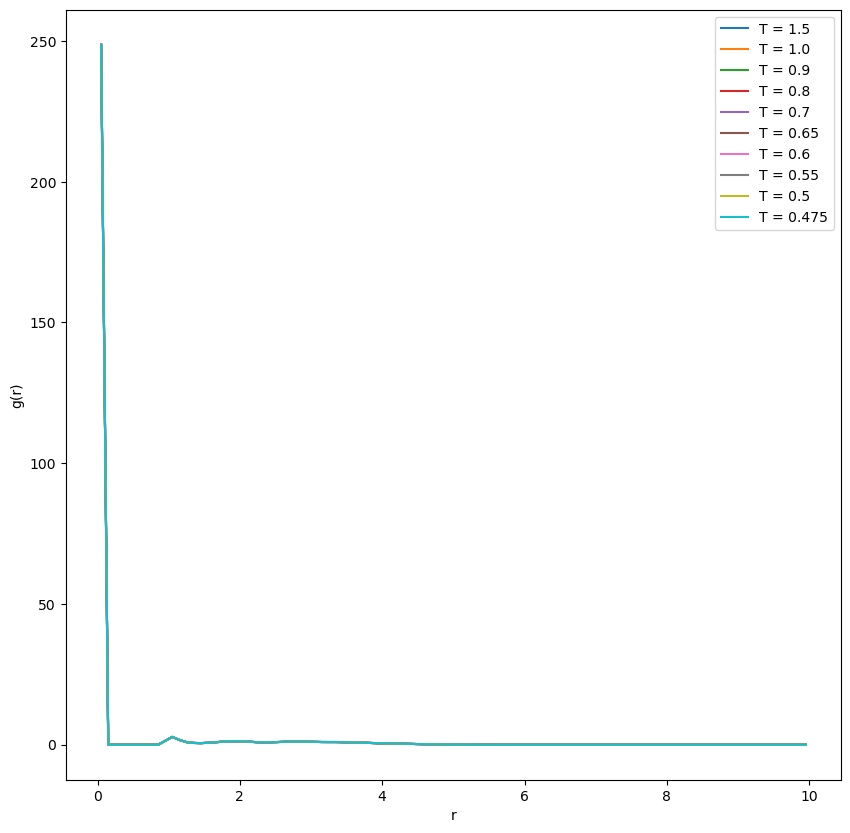 250
200
150
100
50
0
g(r)
0 2 4 6 8 10
r
T = 1.5
T = 1.0
T = 0.9
T = 0.8
T = 0.7
T = 0.65
T = 0.6
T = 0.55
T = 0.5
T = 0.475